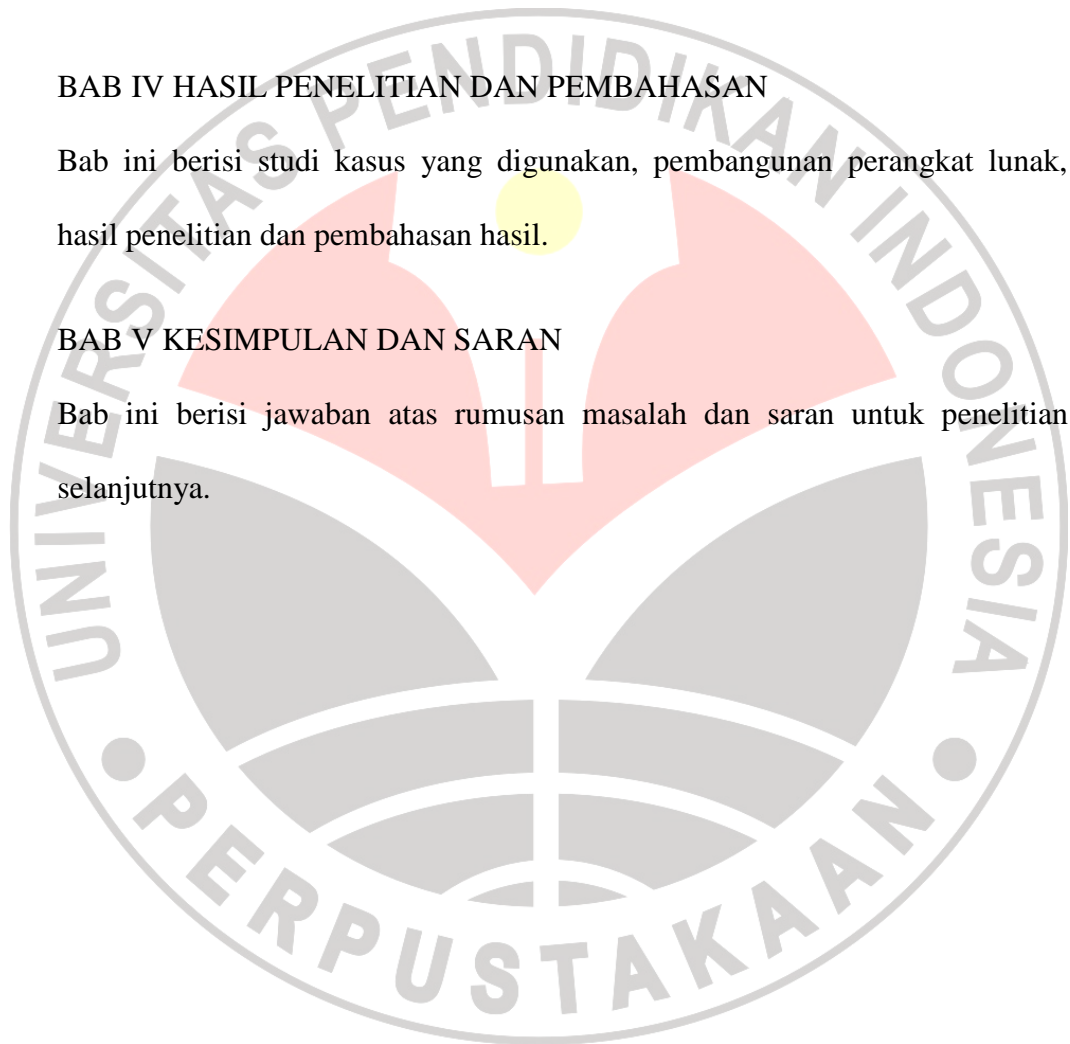 BAB IV HASIL PENELITIAN DAN PEMBAHASAN
Bab ini berisi studi kasus yang digunakan, pembangunan perangkat lunak,
hasil penelitian dan pembahasan hasil.
BAB V KESIMPULAN DAN SARAN
Bab ini berisi jawaban atas rumusan masalah dan saran untuk penelitian
selanjutnya.
UNIVERSITAS PENDIDIKAN INDONESIA
PERPUSTAKAAN